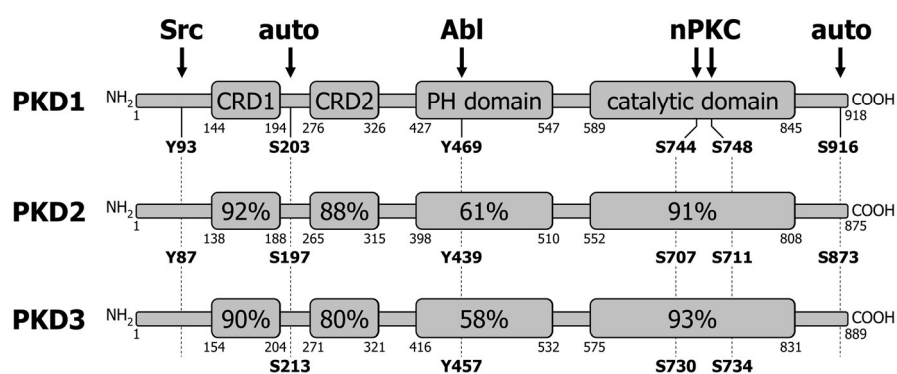 Src auto Abl nPKC auto
PKD1 NH2 CRD1 CRD2 PH domain catalytic domain COOH
1 144 194 276 326 427 547 589 845 918
Y93 S203 Y469 S744 S748 S916
PKD2 NH2 92% 88% 61% 91% COOH
1 138 188 265 315 398 510 552 808 875
Y87 S197 Y439 S707 S711 S873
PKD3 NH2 90% 80% 58% 93% COOH
1 154 204 271 321 416 532 575 831 889
S213 Y457 S730 S734